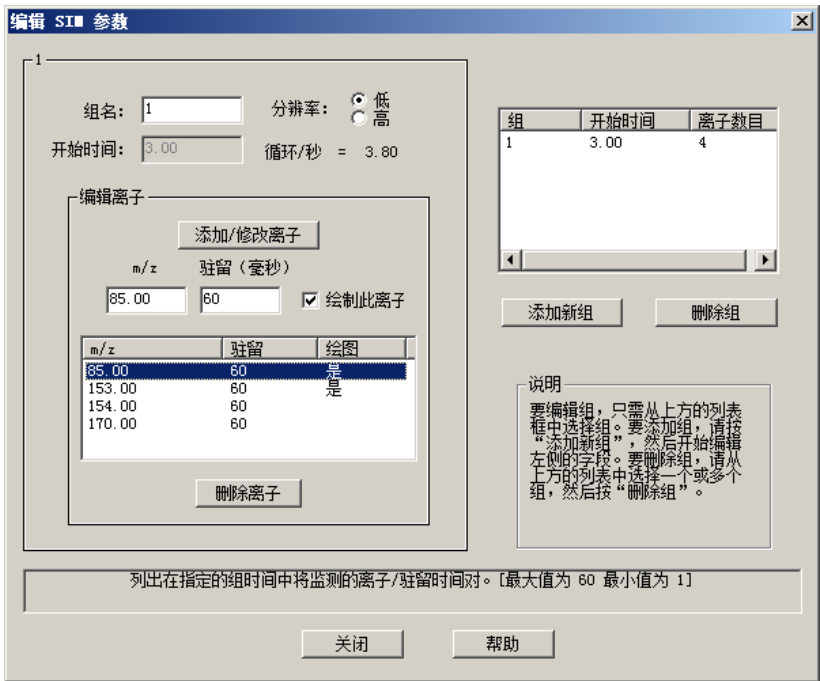 编辑 SIM 参数
1
组名： 1
分辨率： 低
高
开始时间： 3.00
循环/秒 = 3.80
编辑离子
添加/修改离子
m/z 驻留（毫秒）
85.00 60 绘制此离子
m/z 驻留 绘图
85.00 60 是
153.00 60 是
154.00 60
170.00 60
删除离子
组 开始时间 离子数目
1 3.00 4
添加新组 删除组
说明
要编辑组，只需从上方的列表
框中选择组。要添加组，请按
“添加新组”，然后开始编辑
左侧的字段。要删除组，请从
上方的列表中选择一个或多个
组，然后按“删除组”。
列出在指定的组时间中将监测的离子/驻留时间对。[最大值为 60 最小值为 1]
关闭 帮助